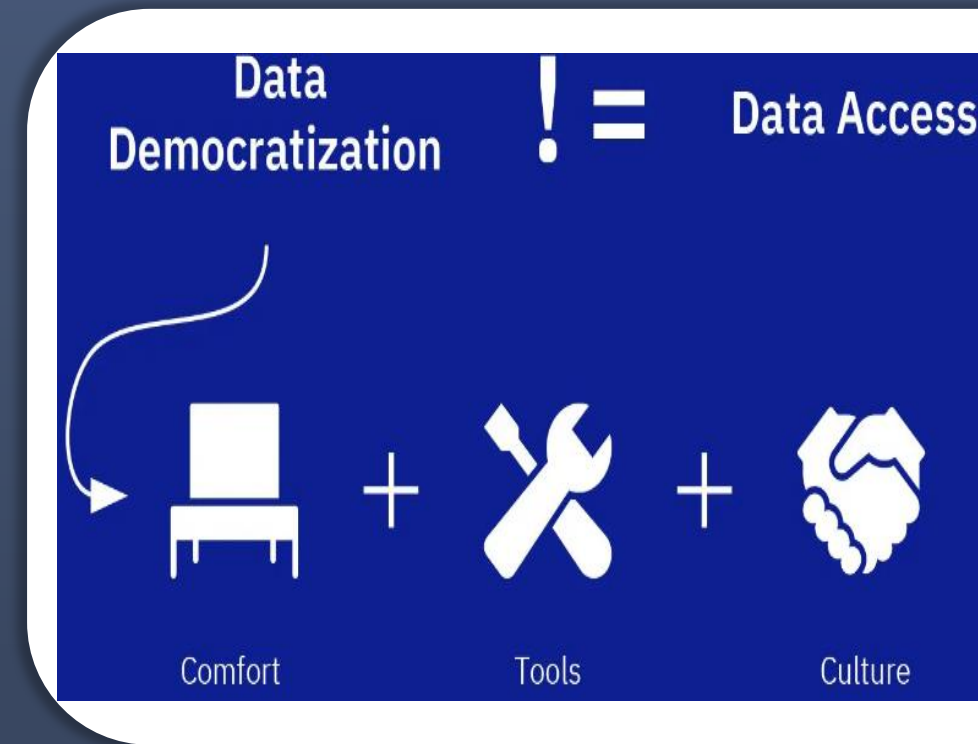 Data
Democratization
!=
Data Access
+
+
Comfort
Tools
Culture